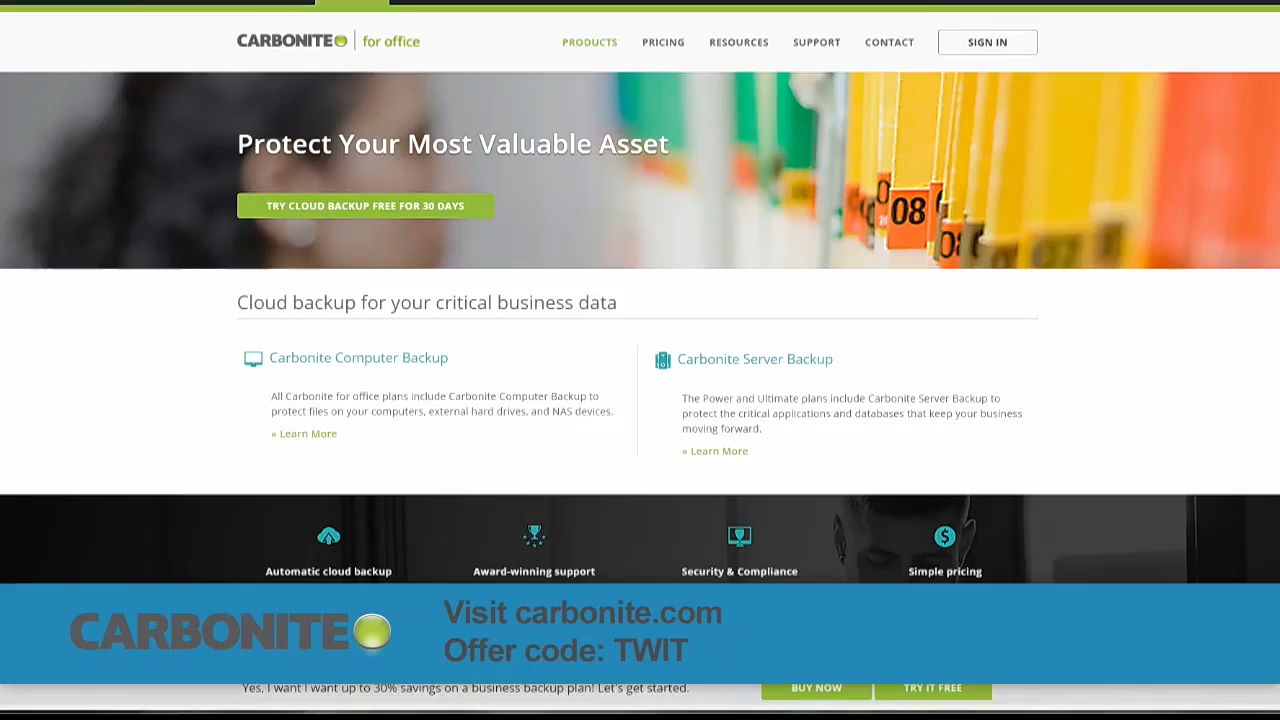 CARBONITE for office
PRODUCTS PRICING RESOURCES SUPPORT CONTACT SIGN IN
Protect Your Most Valuable Asset
TRY CLOUD BACKUP FREE FOR 30 DAYS
08
Cloud backup for your critical business data
Carbonite Computer Backup
All Carbonite for office plans include Carbonite Computer Backup to
protect files on your computers, external hard drives, and NAS devices.
» Learn More
Carbonite Server Backup
The Power and Ultimate plans include Carbonite Server Backup to
protect the critical applications and databases that keep your business
moving forward.
» Learn More
Automatic cloud backup
Award-winning support
Security & Compliance
Simple pricing
CARBONITE
Visit carbonite.com
Offer code: TWIT
Yes, I want I want up to 30% savings on a business backup plan! Let's get started.
BUY NOW
TRY IT FREE